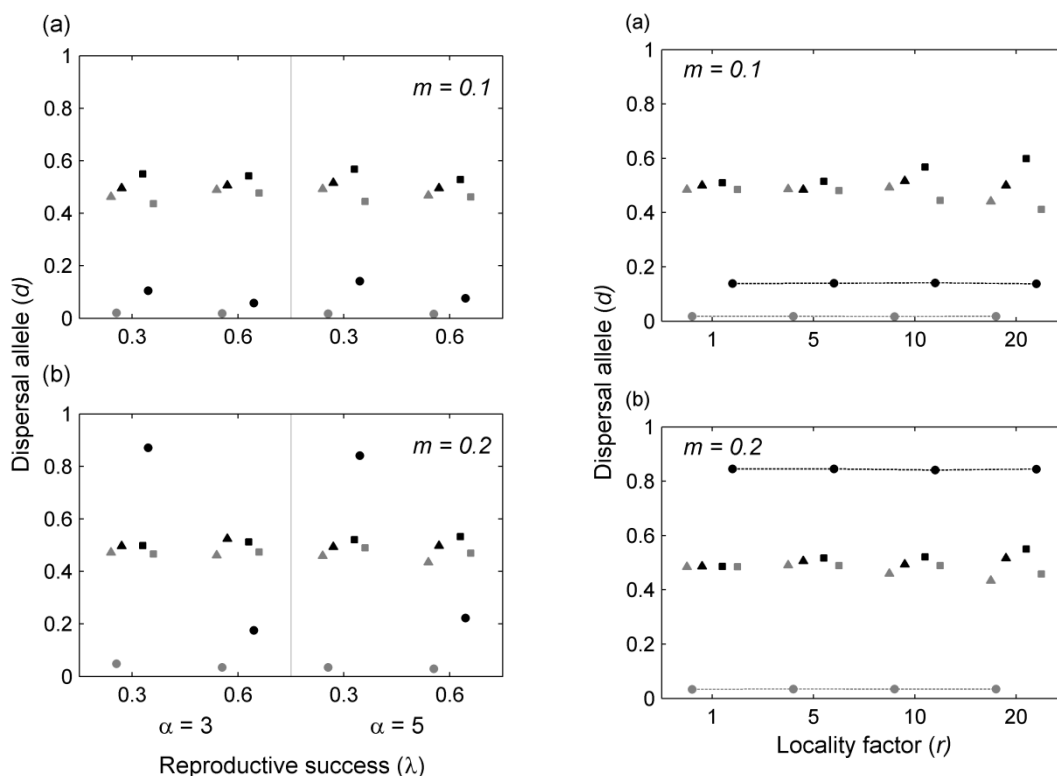 (a)
m = 0.1
1
0.8
0.6
0.4
0.2
0
0.3 0.6 0.3 0.6
(b)
m = 0.2
1
0.8
0.6
0.4
0.2
0
0.3 0.6 0.3 0.6
α = 3 α = 5
Dispersal allele (d)
Reproductive success (λ)
(a)
m = 0.1
1
0.8
0.6
0.4
0.2
0
1 5 10 20
(b)
m = 0.2
1
0.8
0.6
0.4
0.2
0
1 5 10 20
Dispersal allele (d)
Locality factor (r)